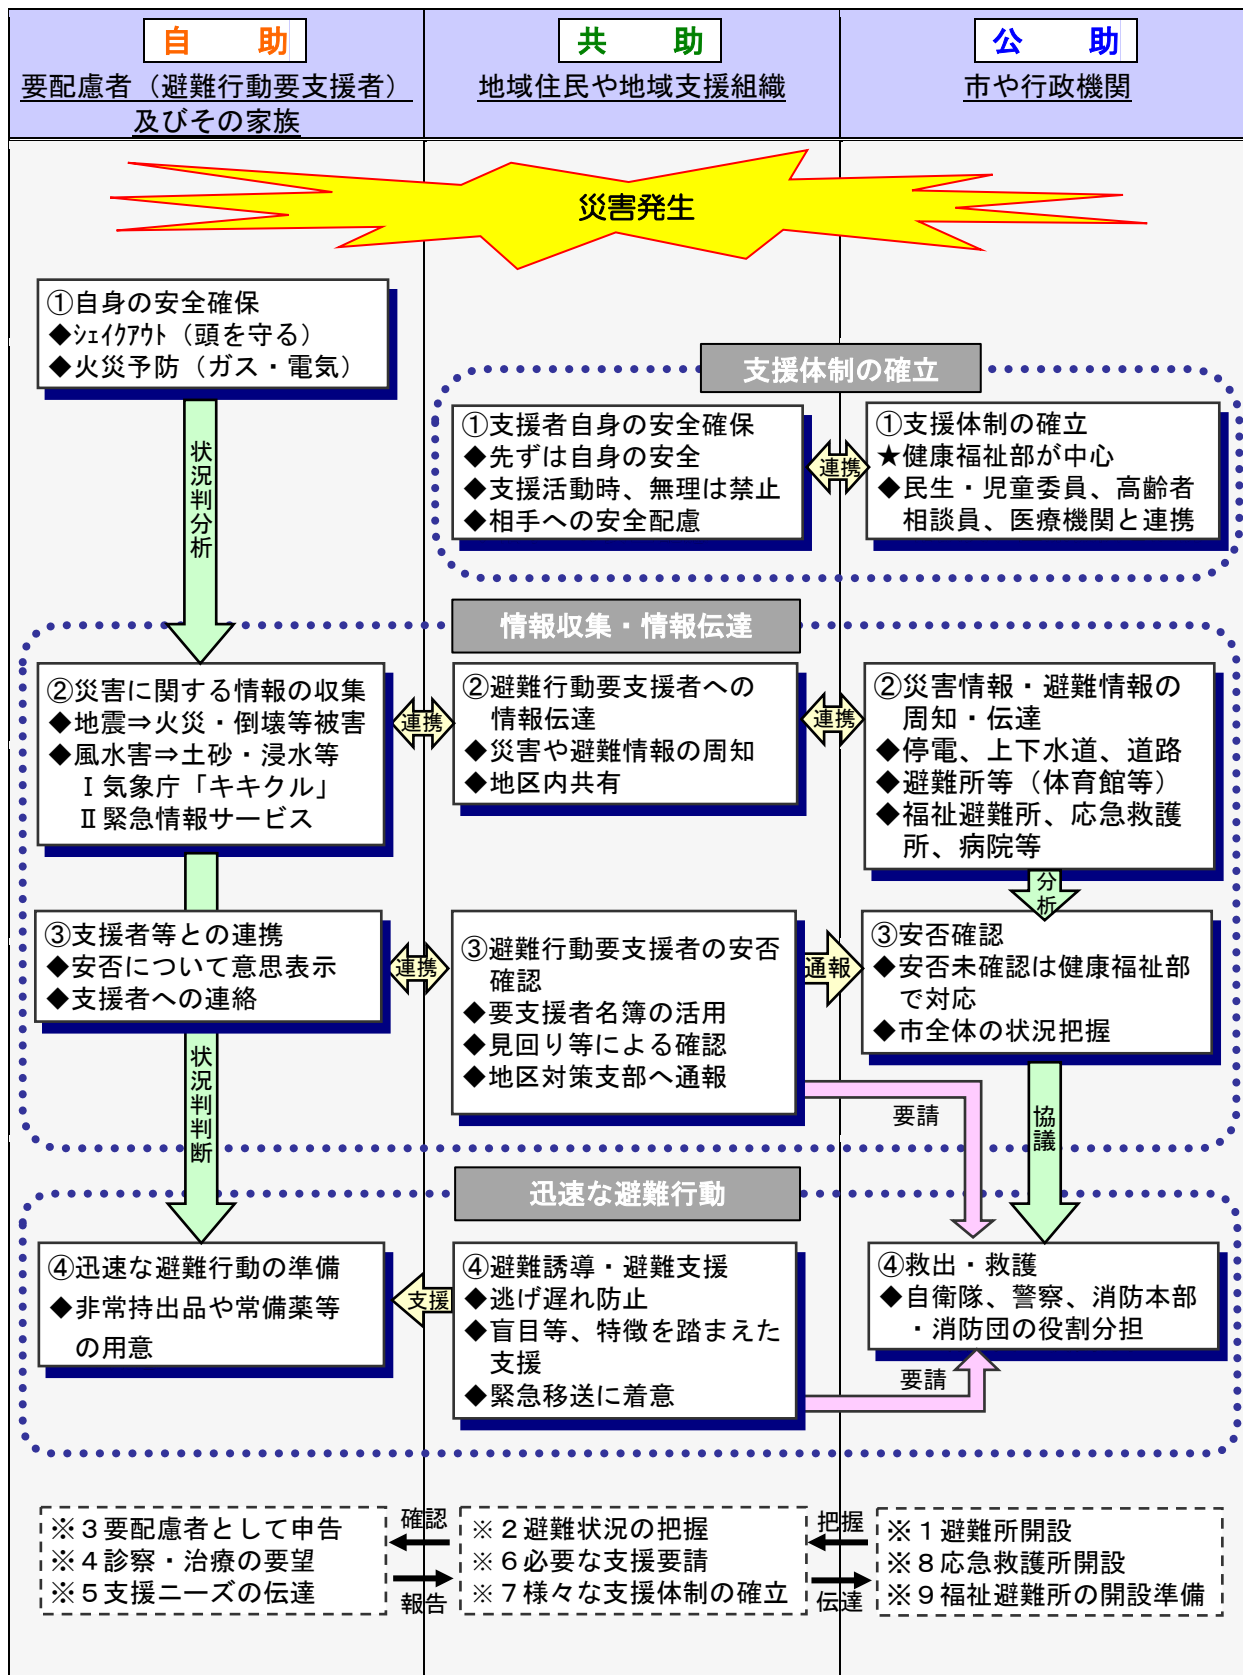 自　助
要配慮者（避難行動要支援者）
及びその家族
共　助
地域住民や地域支援組織
公　助
市や行政機関
災害発生
①自身の安全確保
◆ｼｪｲｸｱｳﾄ（頭を守る）
◆火災予防（ガス・電気）
状況判分析
支援体制の確立
①支援者自身の安全確保
◆先ずは自身の安全
◆支援活動時、無理は禁止
◆相手への安全配慮
連携
①支援体制の確立
★健康福祉部が中心
◆民生・児童委員、高齢者
相談員、医療機関と連携
情報収集・情報伝達
②災害に関する情報の収集
◆地震⇒火災・倒壊等被害
◆風水害⇒土砂・浸水等
Ⅰ気象庁「キキクル」
Ⅱ緊急情報サービス
連携
②避難行動要支援者への
情報伝達
◆災害や避難情報の周知
◆地区内共有
連携
②災害情報・避難情報の
周知・伝達
◆停電、上下水道、道路
◆避難所等（体育館等）
◆福祉避難所、応急救護
所、病院等
分析
③支援者等との連携
◆安否について意思表示
◆支援者への連絡
連携
③避難行動要支援者の安否
確認
◆要支援者名簿の活用
◆見回り等による確認
◆地区対策支部へ通報
通報
③安否確認
◆安否未確認は健康福祉部
で対応
◆市全体の状況把握
状況判判断
要請
協議
迅速な避難行動
④迅速な避難行動の準備
◆非常持出品や常備薬等
の用意
支援
④避難誘導・避難支援
◆逃げ遅れ防止
◆盲目等、特徴を踏まえた
支援
◆緊急移送に着意
④救出・救護
◆自衛隊、警察、消防本部
・消防団の役割分担
要請
※３要配慮者として申告
※４診察・治療の要望
※５支援ニーズの伝達
確認
報告
※２避難状況の把握
※６必要な支援要請
※７様々な支援体制の確立
把握
伝達
※１避難所開設
※８応急救護所開設
※９福祉避難所の開設準備